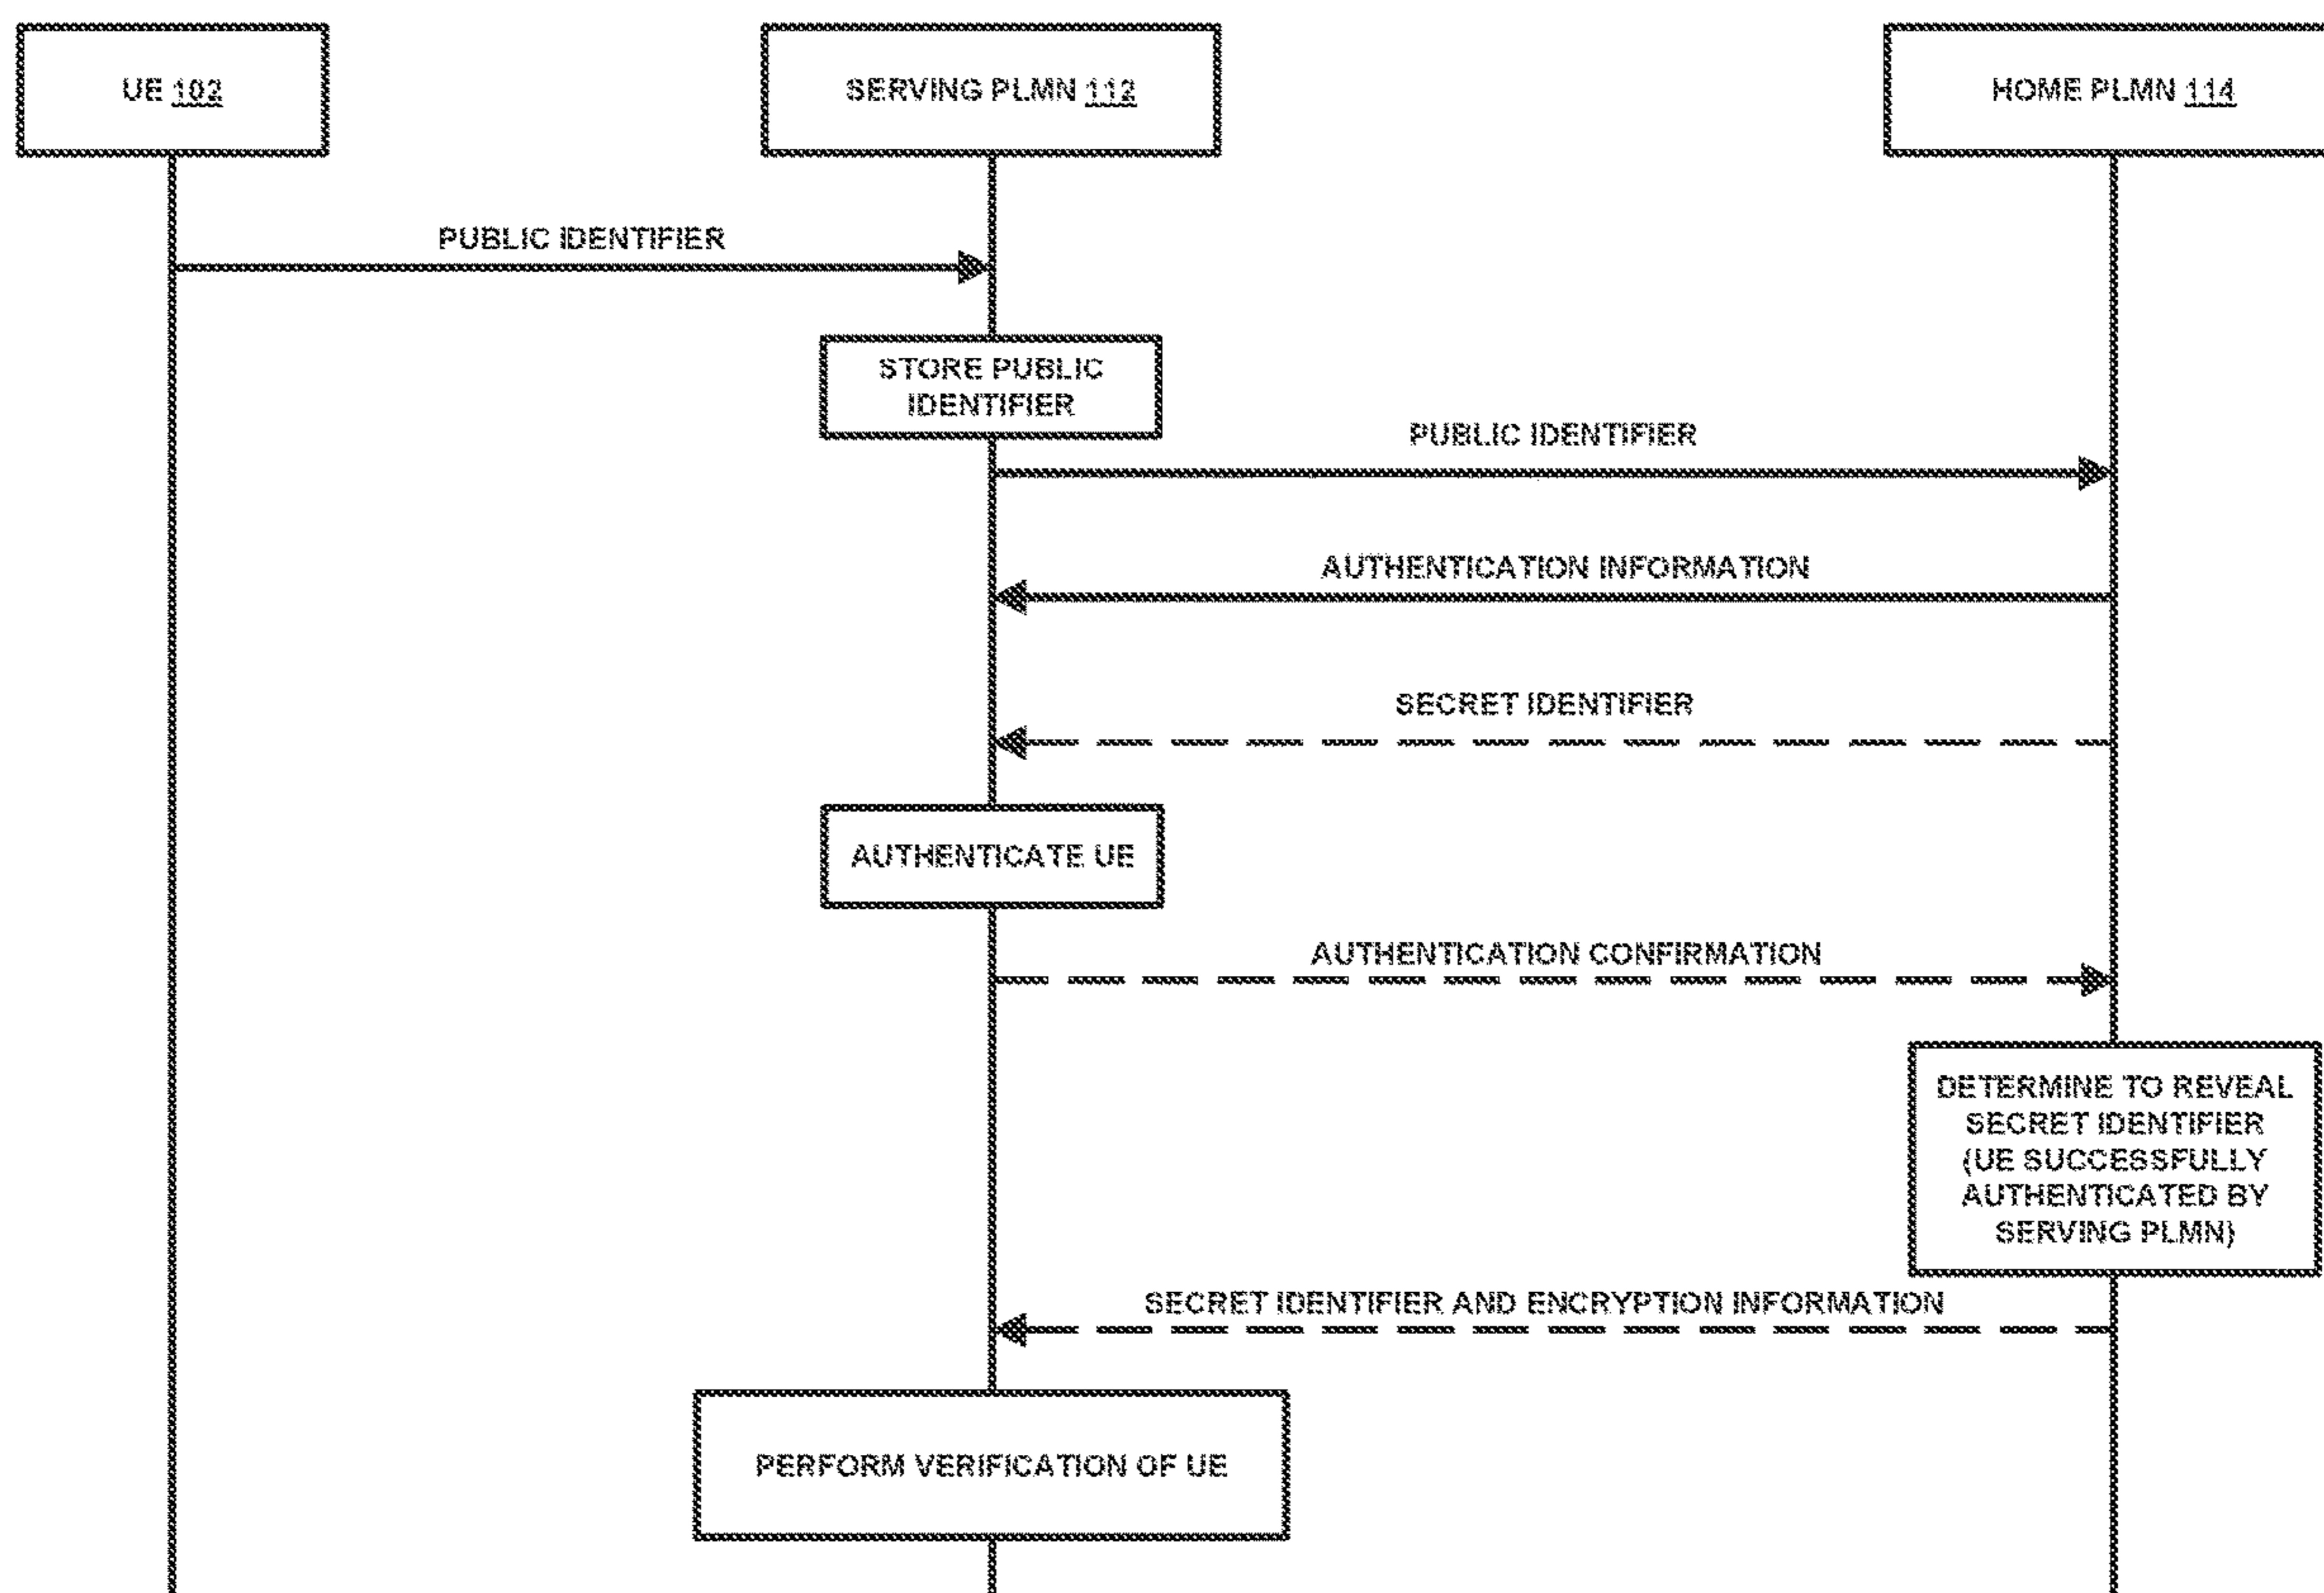 UE 102
SERVING PLMN 112
HOME PLMN 114
PUBLIC IDENTIFIER
STORE PUBLIC
IDENTIFIER
PUBLIC IDENTIFIER
AUTHENTICATION INFORMATION
SECRET IDENTIFIER
AUTHENTICATE UE
AUTHENTICATION CONFIRMATION
DETERMINE TO REVEAL
SECRET IDENTIFIER
(UE SUCCESSFULLY
AUTHENTICATED BY
SERVING PLMN)
SECRET IDENTIFIER AND ENCRYPTION INFORMATION
PERFORM VERIFICATION OF UE